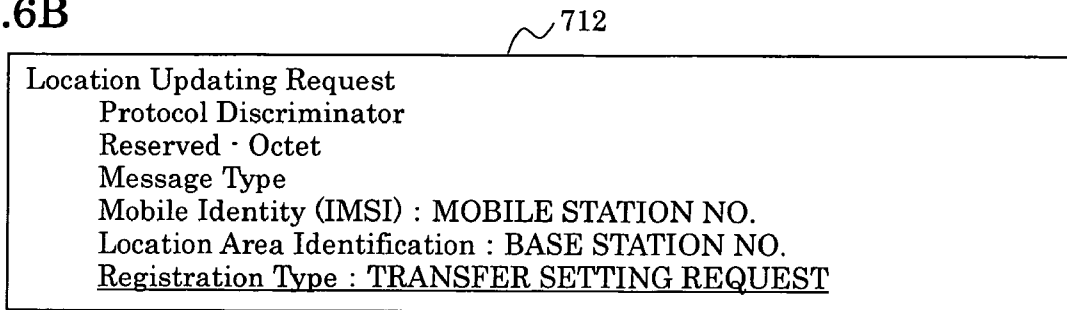 .6B
712
Location Updating Request
Protocol Discriminator
Reserved · Octet
Message Type
Mobile Identity (IMSI) : MOBILE STATION NO.
Location Area Identification : BASE STATION NO.
Registration Type : TRANSFER SETTING REQUEST